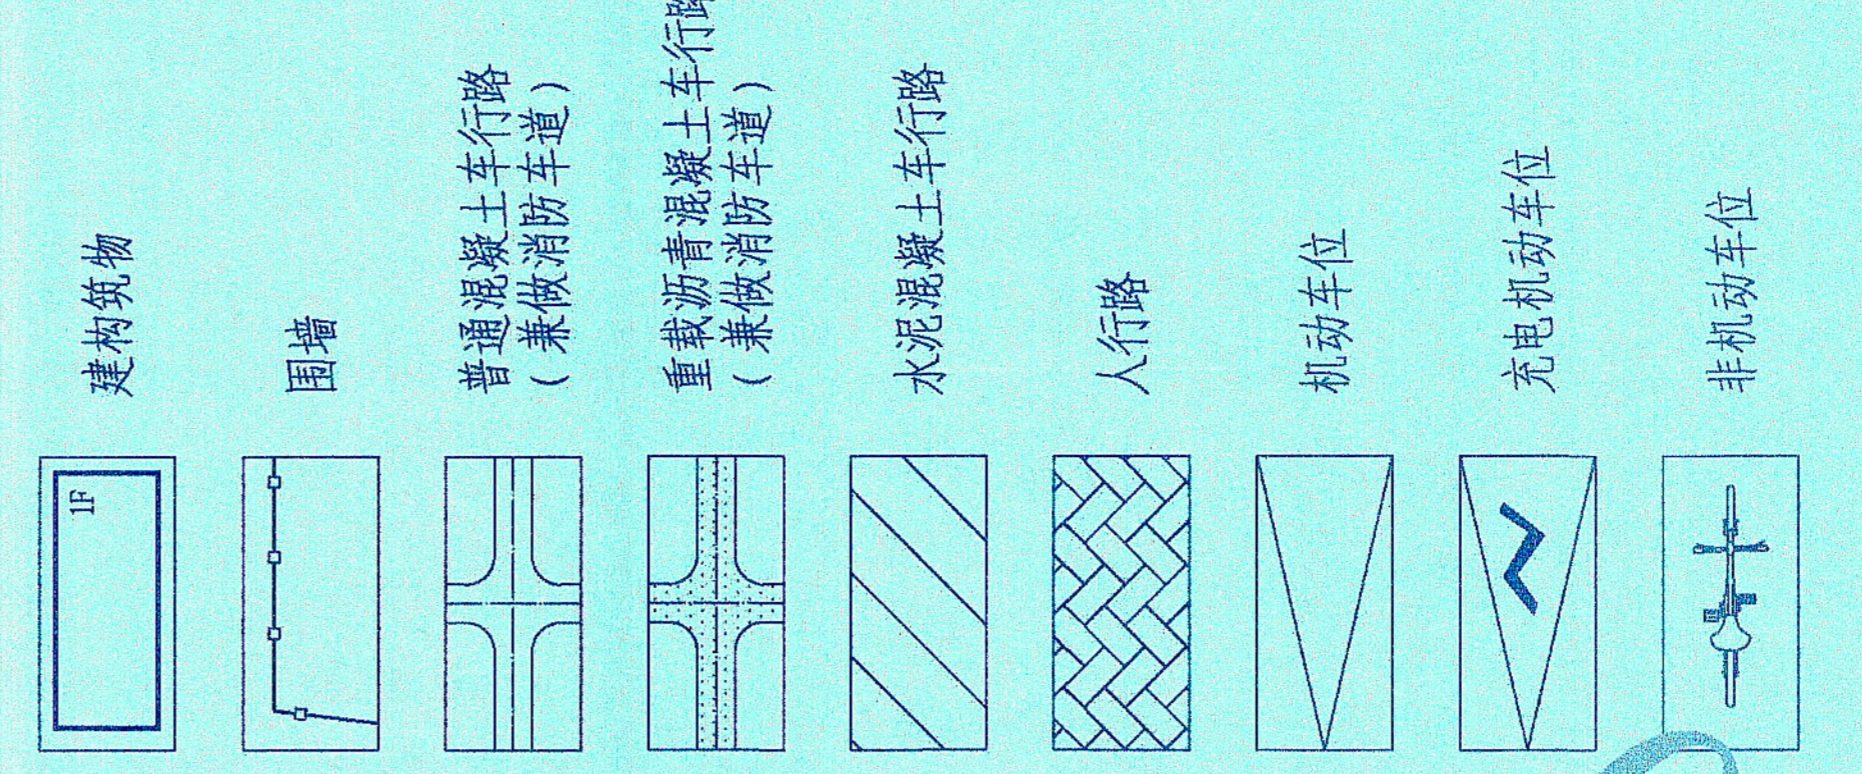 1F
建构筑物
围墙
普通混凝土车行路
（兼做消防车道）
重载沥青混凝土车行路
（兼做消防车道）
水泥混凝土车行路
人行路
机动车位
充电机动车位
非机动车位